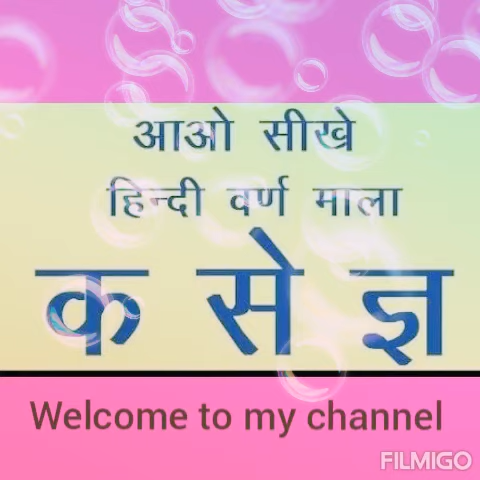 आओ सीखे
हिन्दी वर्ण माला
क से ज्ञ
Welcome to my channel
FILMIGO